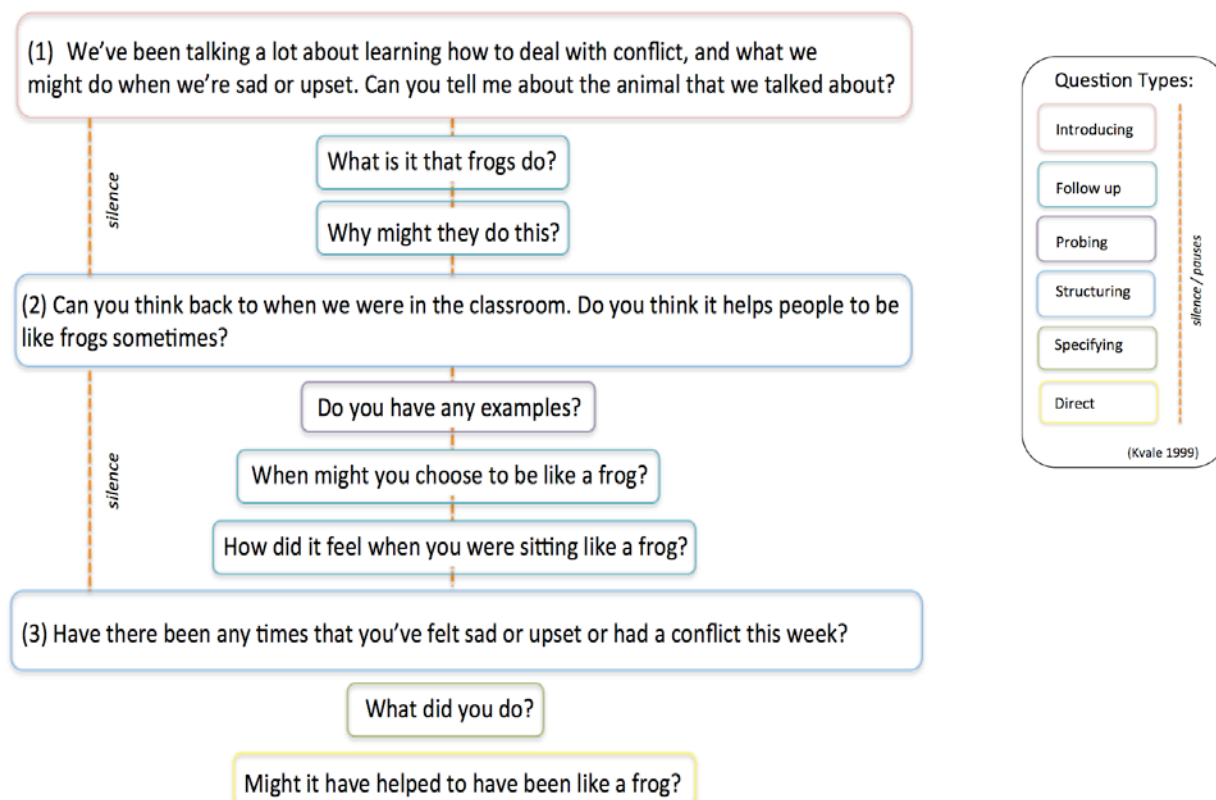 (1) We’ve been talking a lot about learning how to deal with conflict, and what we
might do when we’re sad or upset. Can you tell me about the animal that we talked about?
silence
What is it that frogs do?
Why might they do this?
(2) Can you think back to when we were in the classroom. Do you think it helps people to be
like frogs sometimes?
silence
Do you have any examples?
When might you choose to be like a frog?
How did it feel when you were sitting like a frog?
(3) Have there been any times that you’ve felt sad or upset or had a conflict this week?
What did you do?
Might it have helped to have been like a frog?
Question Types:
Introducing
Follow up
Probing
Structuring
Specifying
Direct
silence / pauses
(Kvale 1999)